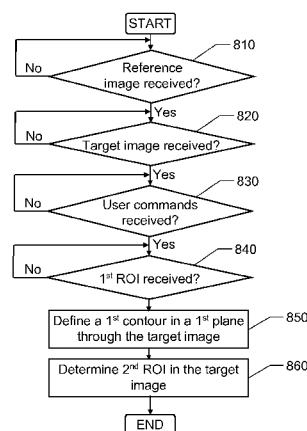 START
810
Reference
image received?
No
Yes
820
Target image received?
No
Yes
830
User commands
received?
No
Yes
840
1st ROI received?
No
Yes
850
Define a 1st contour in a 1st plane
through the target image
860
Determine 2nd ROI in the target
image
END